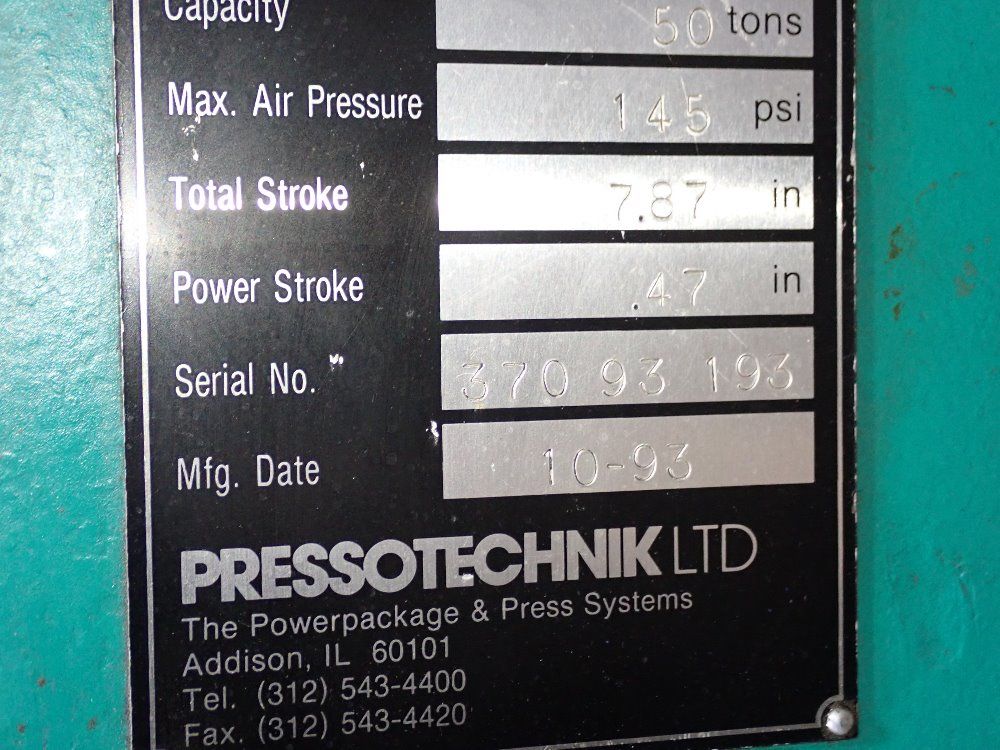 Capacity 50 tons
Max. Air Pressure 145 psi
Total Stroke 7.87 in
Power Stroke .47 in
Serial No. 370 93 193
Mfg. Date 10-93
PRESSOTECHNIK LTD
The Powerpackage & Press Systems
Addison, IL 60101
Tel. (312) 543-4400
Fax. (312) 543-4420